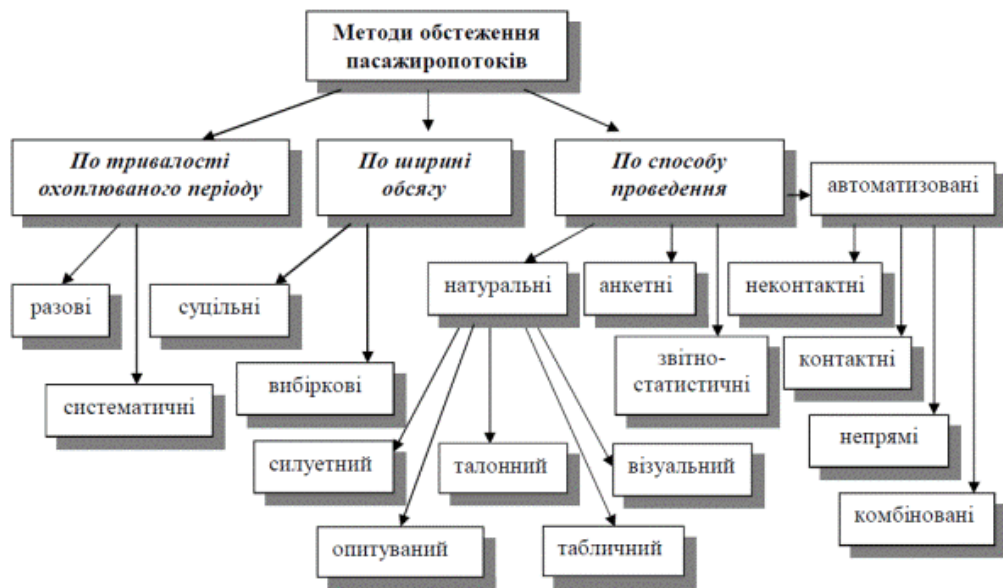 Методи обстеження
пасажиропотоків
По тривалості
охоплюваного періоду
По ширині
обсягу
По способу
проведення
автоматизовані
разові
суцільні
натуральні
анкетні
неконтактні
систематичні
вибіркові
звітно-
статистичні
контактні
силуетний
талонний
візуальний
непрямі
опитуваний
табличний
комбіновані